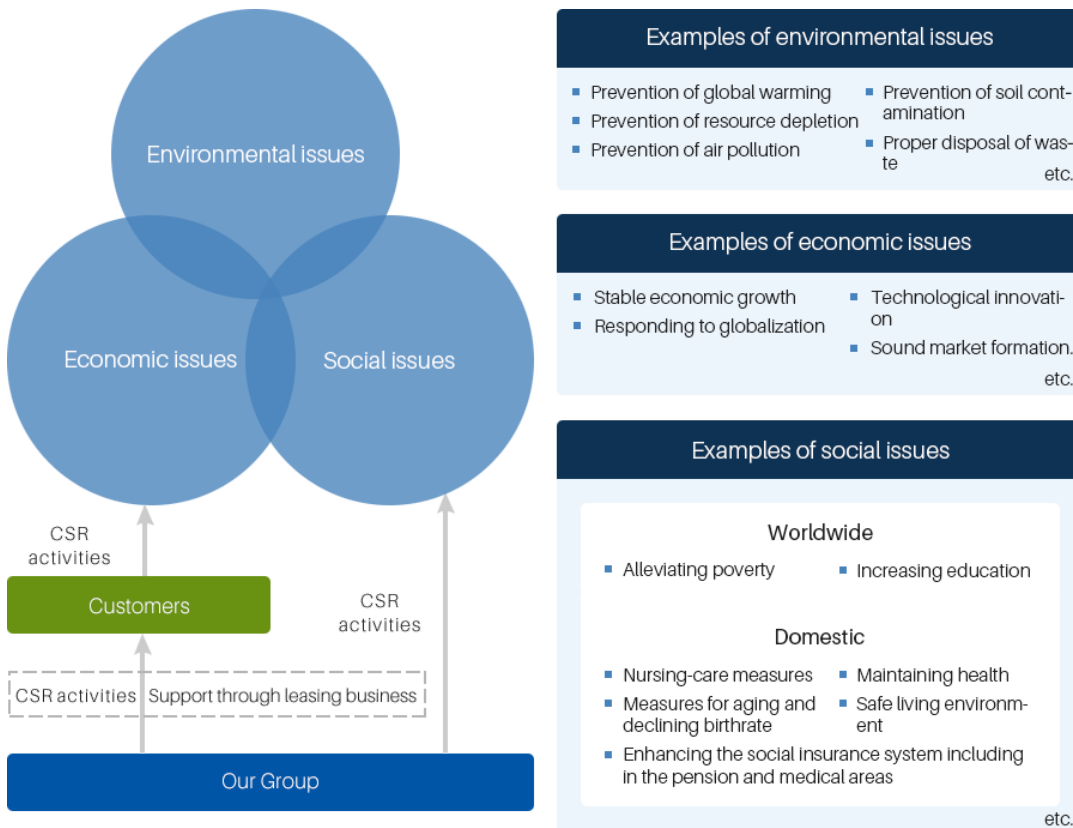 Environmental issues
Economic issues
Social issues
CSR
activities
Customers
CSR
activities
CSR activities
Support through leasing business
Our Group
Examples of environmental issues
Prevention of global warming
Prevention of resource depletion
Prevention of air pollution
Prevention of soil cont-
amination
Proper disposal of was-
te
etc.
Examples of economic issues
Stable economic growth
Responding to globalization
Technological innovati-
on
Sound market formation.
etc.
Examples of social issues
Worldwide
Alleviating poverty
Increasing education
Domestic
Nursing-care measures
Measures for aging and
declining birthrate
Maintaining health
Safe living environm-
ent
Enhancing the social insurance system including
in the pension and medical areas
etc.